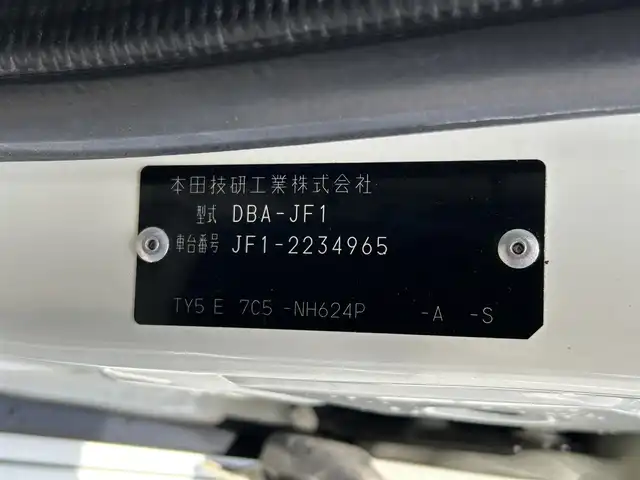 本田技研工業株式会社
型式 DBA-JF1
車台番号 JF1-2234965
TY5 E 7C5 -NH624P -A -S